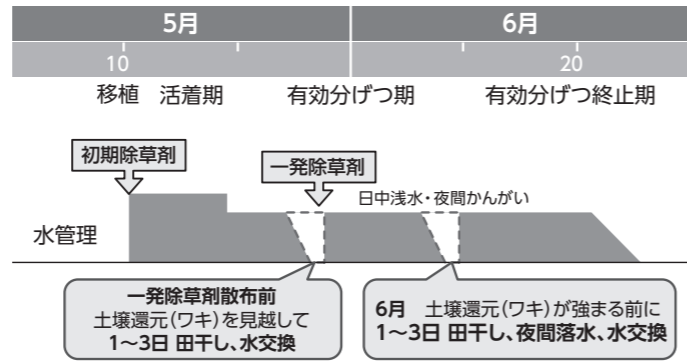 5月 6月
10 20
移植 活着期 有効分げつ期 有効分げつ終止期
初期除草剤
一発除草剤
日中浅水・夜間かんがい
水管理
一発除草剤散布前
土壌還元(ワキ)を見越して
1〜3日 田干し、水交換
6月 土壌還元(ワキ)が強まる前に
1〜3日 田干し、夜間落水、水交換